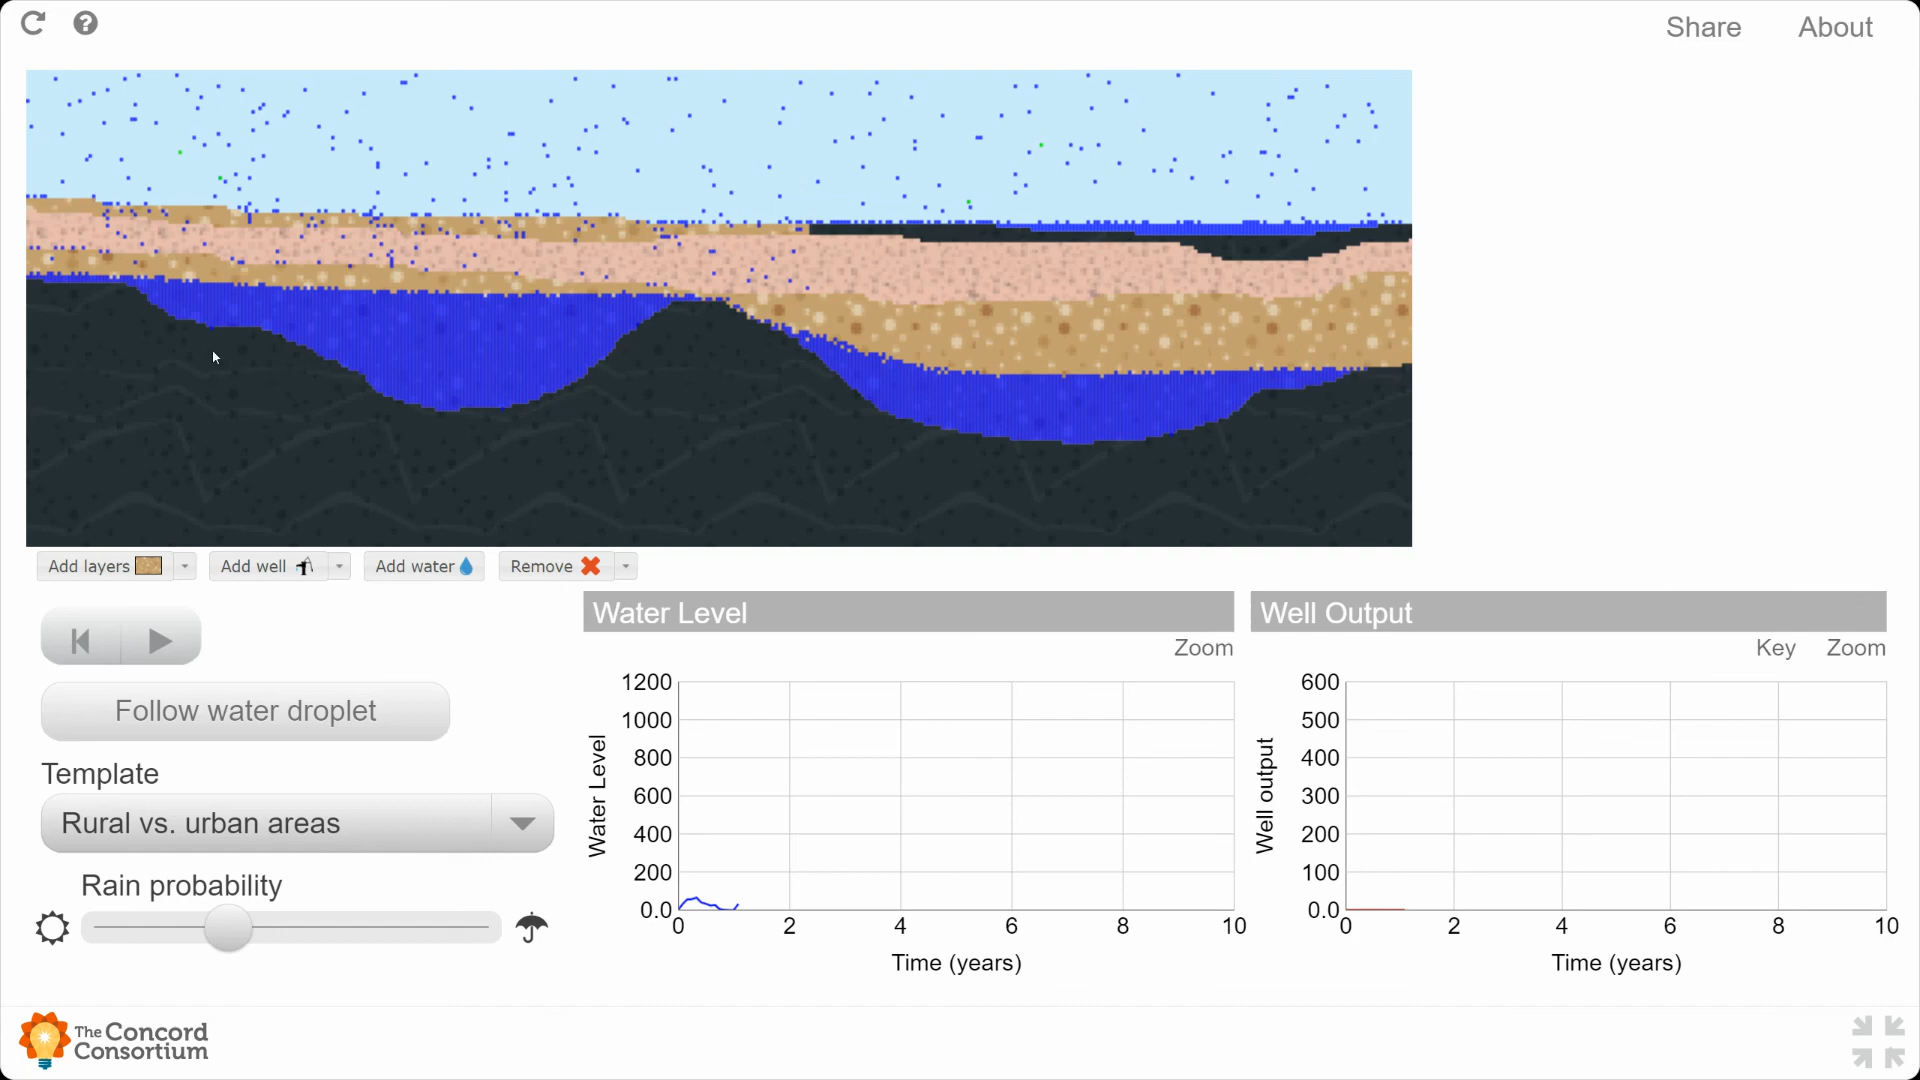 ?
Share
About
Add layers
Add well
Add water
Remove
Follow water droplet
Template
Rural vs. urban areas
Rain probability
Water Level
Zoom
1200
1000
800
600
400
200
0.0
0 2 4 6 8 10
Water Level
Time (years)
Well Output
Key
Zoom
600
500
400
300
200
100
0.0
0 2 4 6 8 10
Well output
Time (years)
The Concord
Consortium